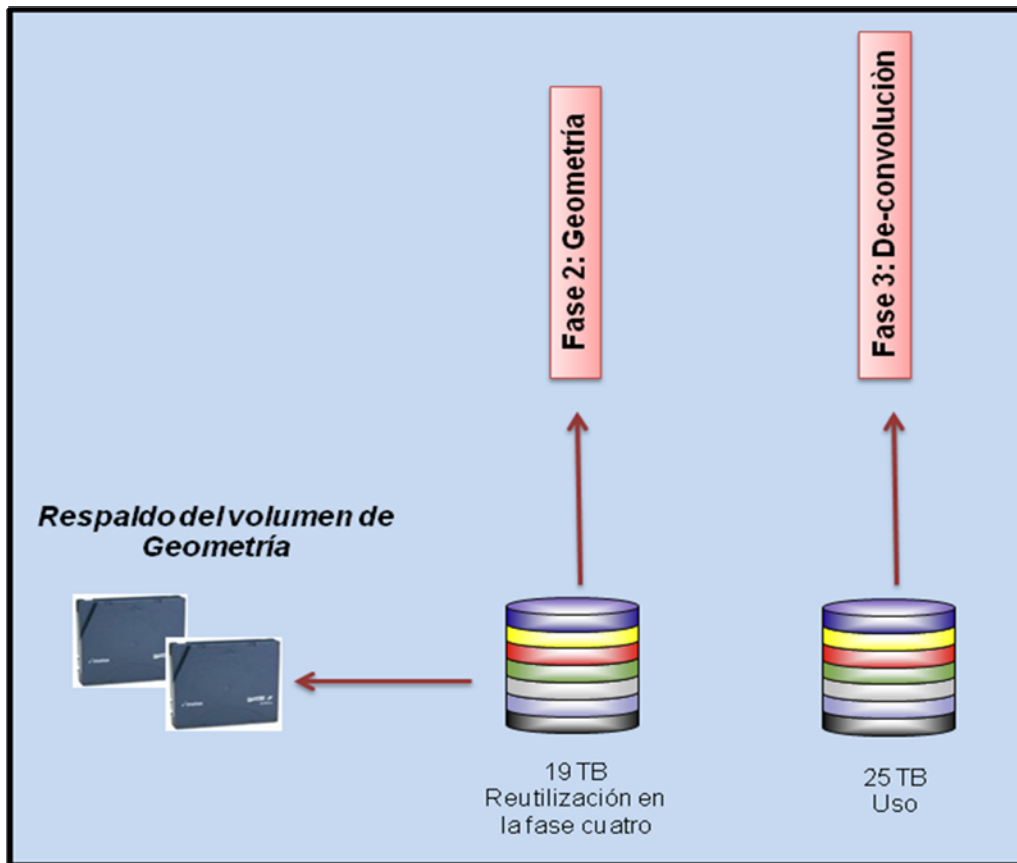 Fase 2: Geometría
Fase 3: De-convoluciòn
Respaldo del volumen de
Geometría
19 TB
Reutilización en
la fase cuatro
25 TB
Uso